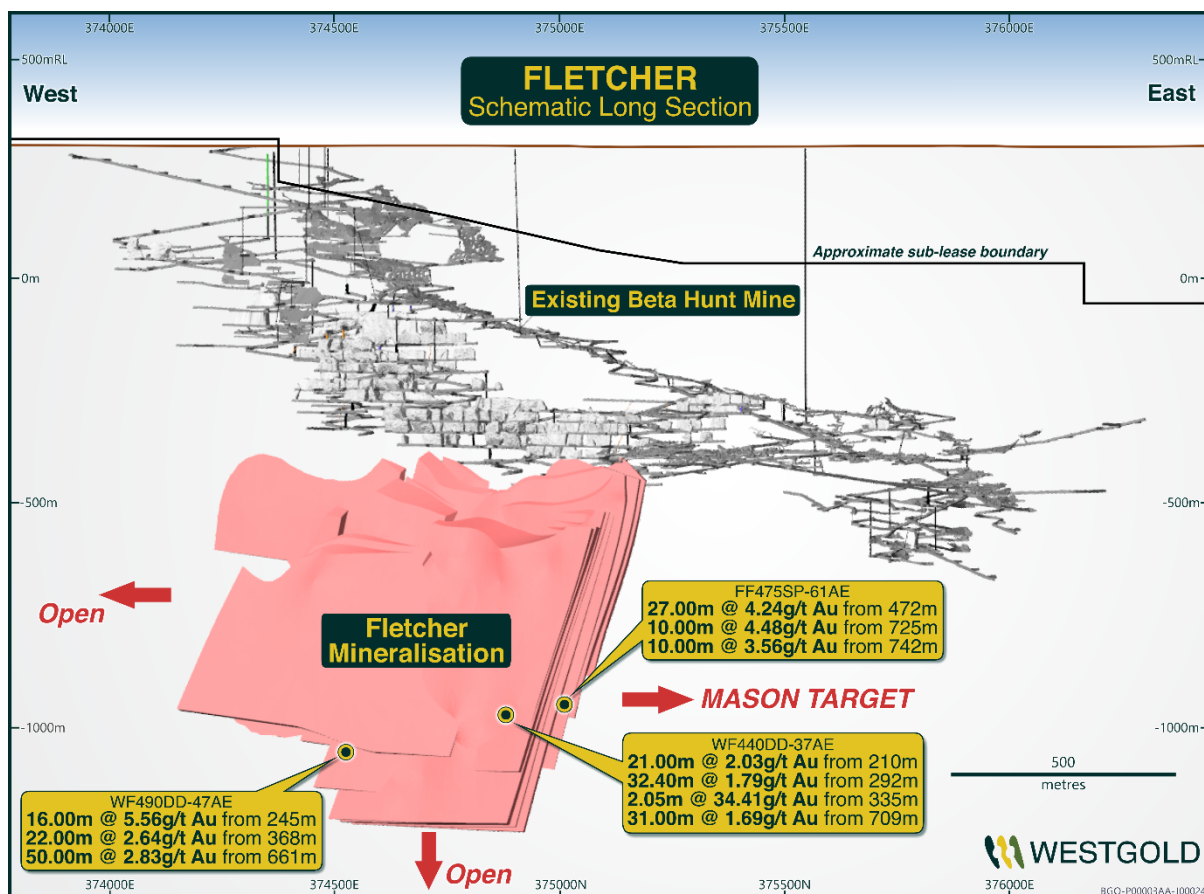 374000E 374500E 375000E 375500E 376000E
500mRL 500mRL
West East
FLETCHER
Schematic Long Section
Approximate sub-lease boundary
0m 0m
Existing Beta Hunt Mine
-500m -500m
Open
Fletcher
Mineralisation
FF475SP-61AE
27.00m @ 4.24g/t Au from 472m
10.00m @ 4.48g/t Au from 725m
10.00m @ 3.56g/t Au from 742m
MASON TARGET
-1000m -1000m
WF440DD-37AE
21.00m @ 2.03g/t Au from 210m
32.40m @ 1.79g/t Au from 292m
2.05m @ 34.41g/t Au from 335m
31.00m @ 1.69g/t Au from 709m
500
metres
WF490DD-47AE
16.00m @ 5.56g/t Au from 245m
22.00m @ 2.64g/t Au from 368m
50.00m @ 2.83g/t Au from 661m
Open
WESTGOLD
374000E 374500E 375000N 375500N 376000E